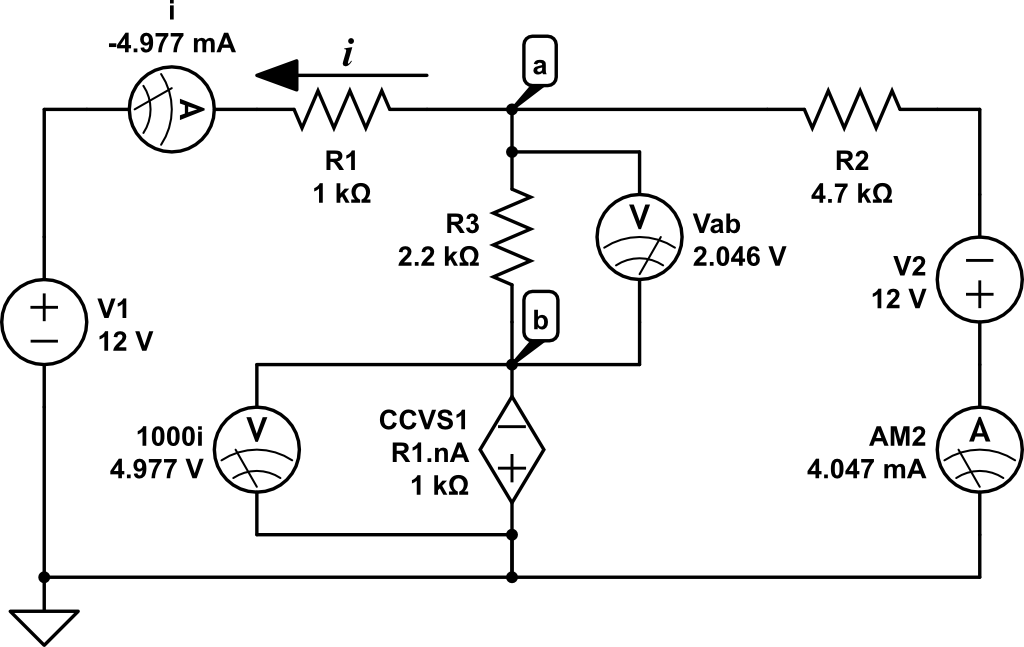 i
-4.977 mA
i
a
A
R1
1 kΩ
R2
4.7 kΩ
R3
2.2 kΩ
V
Vab
2.046 V
V1
12 V
V2
12 V
b
1000i
4.977 V
V
CCVS1
R1.nA
1 kΩ
AM2
4.047 mA
A